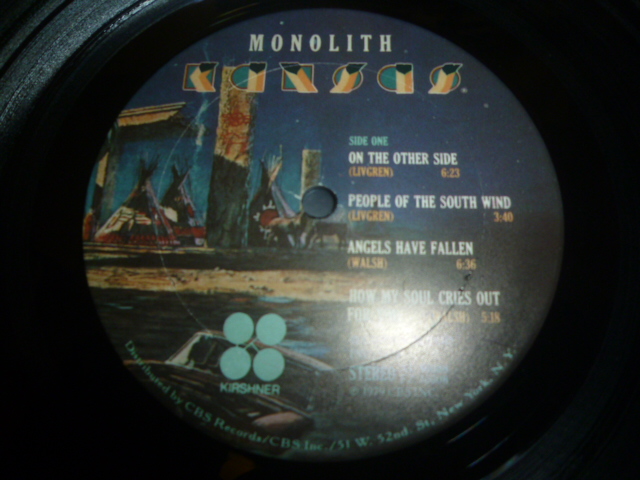 MONOLITH
KANSAS
SIDE ONE
ON THE OTHER SIDE
(LIVGREN) 6:23
PEOPLE OF THE SOUTH WIND
(LIVGREN) 3:40
ANGELS HAVE FALLEN
(WALSH) 6:36
HOW MY SOUL CRIES OUT
5:18
KIRSHNER
Distributed by CBS Records/CBS Inc./51 W. 52nd. St., New York, N.Y.